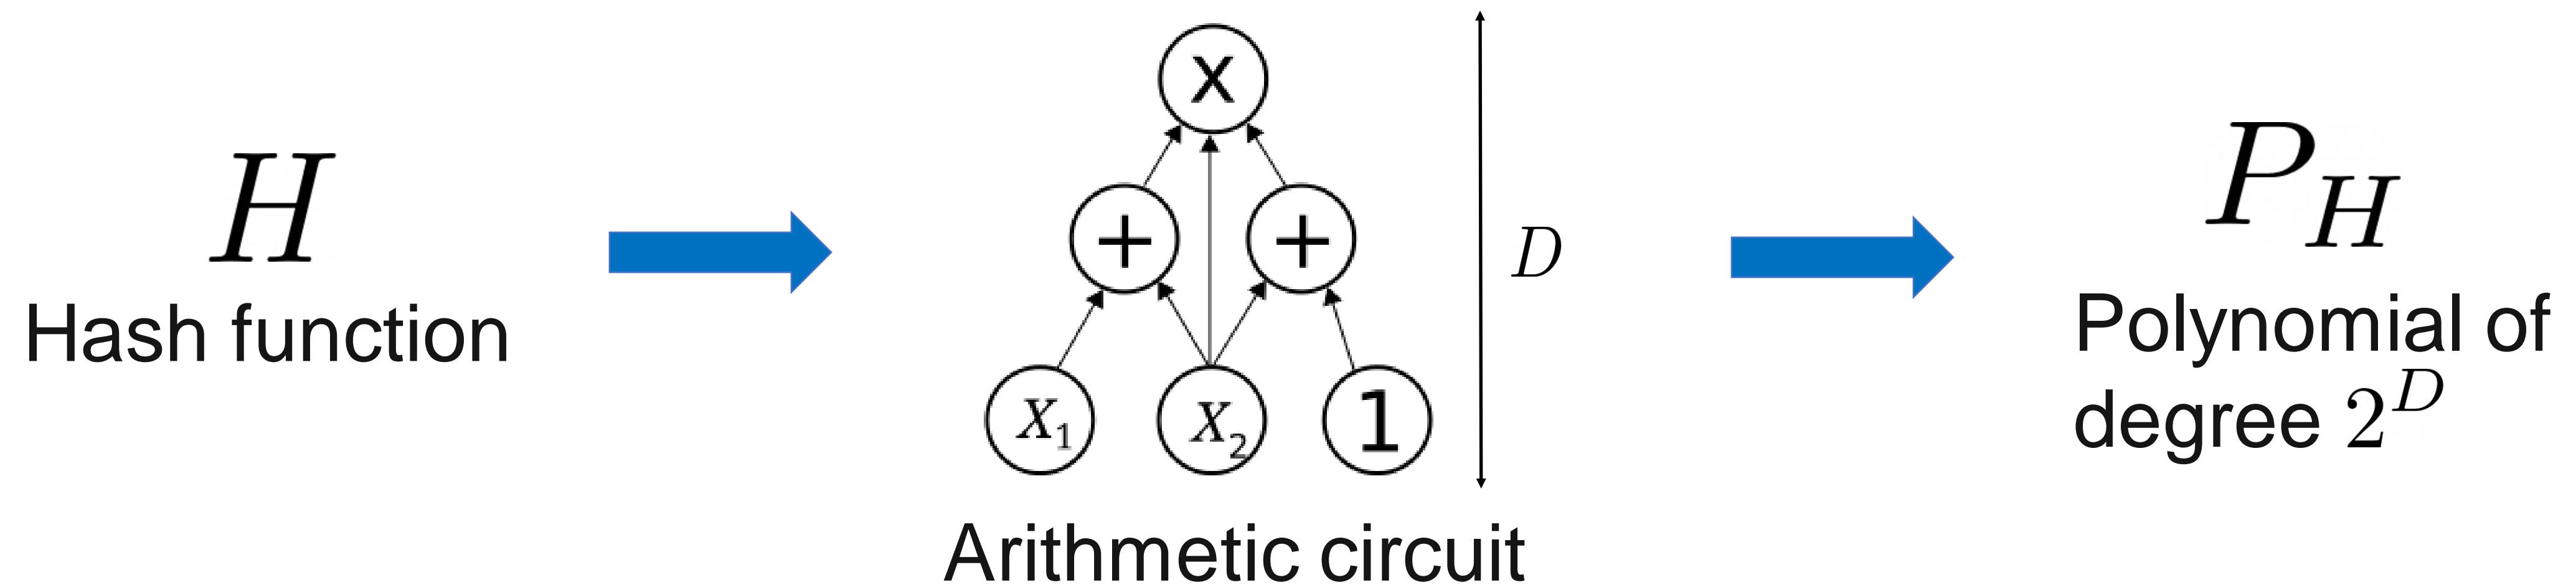 H
Hash function
x
+ +
X₁ X₂ 1
D
Arithmetic circuit
P_H
Polynomial of
degree 2^D